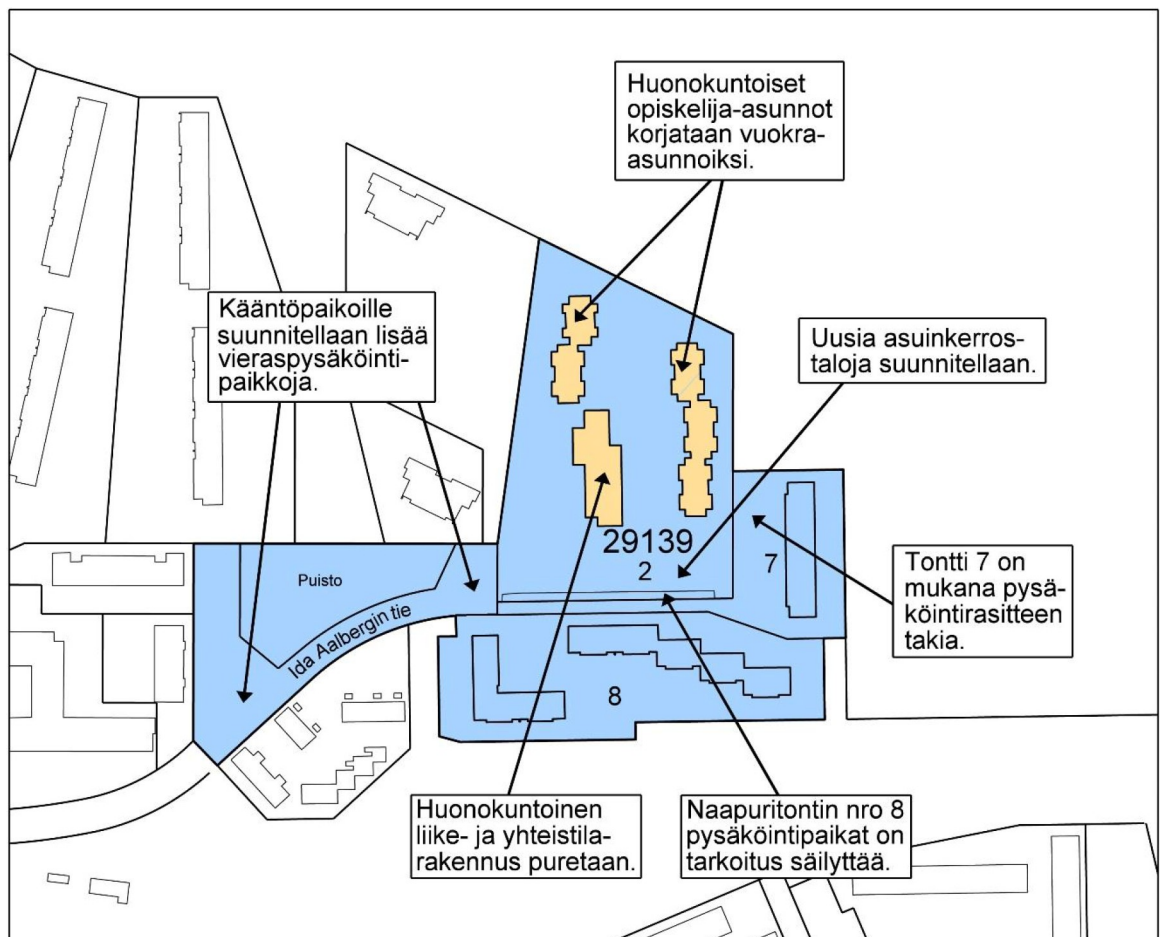 Huonokuntoiset
opiskelija-asunnot
korjataan vuokra-
asunnoiksi.
Kääntöpaikoille
suunnitellaan lisää
vieraspysäköinti-
paikkoja.
Uusia asuinkerros-
taloja suunnitellaan.
29139
2
7
Puisto
Ida Aalbergin tie
Tontti 7 on
mukana pysä-
köintirasitteen
takia.
8
Huonokuntoinen
liike- ja yhteistila-
rakennus puretaan.
Naapuritontin nro 8
pysäköintipaikat on
tarkoitus säilyttää.